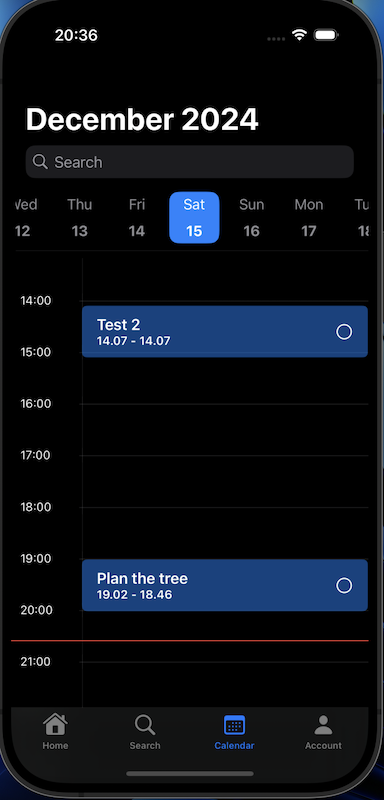 20:36
December 2024
Search
Wed Thu Fri Sat Sun Mon Tu
12 13 14 15 16 17 18
14:00
Test 2
14.07 - 14.07
15:00
16:00
17:00
18:00
19:00
Plan the tree
19.02 - 18.46
20:00
21:00
Home Search Calendar Account